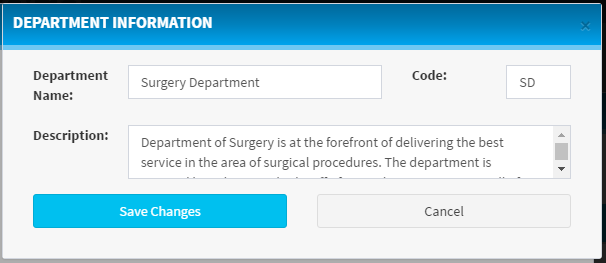 DEPARTMENT INFORMATION
×
Department Name:
Surgery Department
Code:
SD
Description:
Department of Surgery is at the forefront of delivering the best
service in the area of surgical procedures. The department is
Save Changes
Cancel